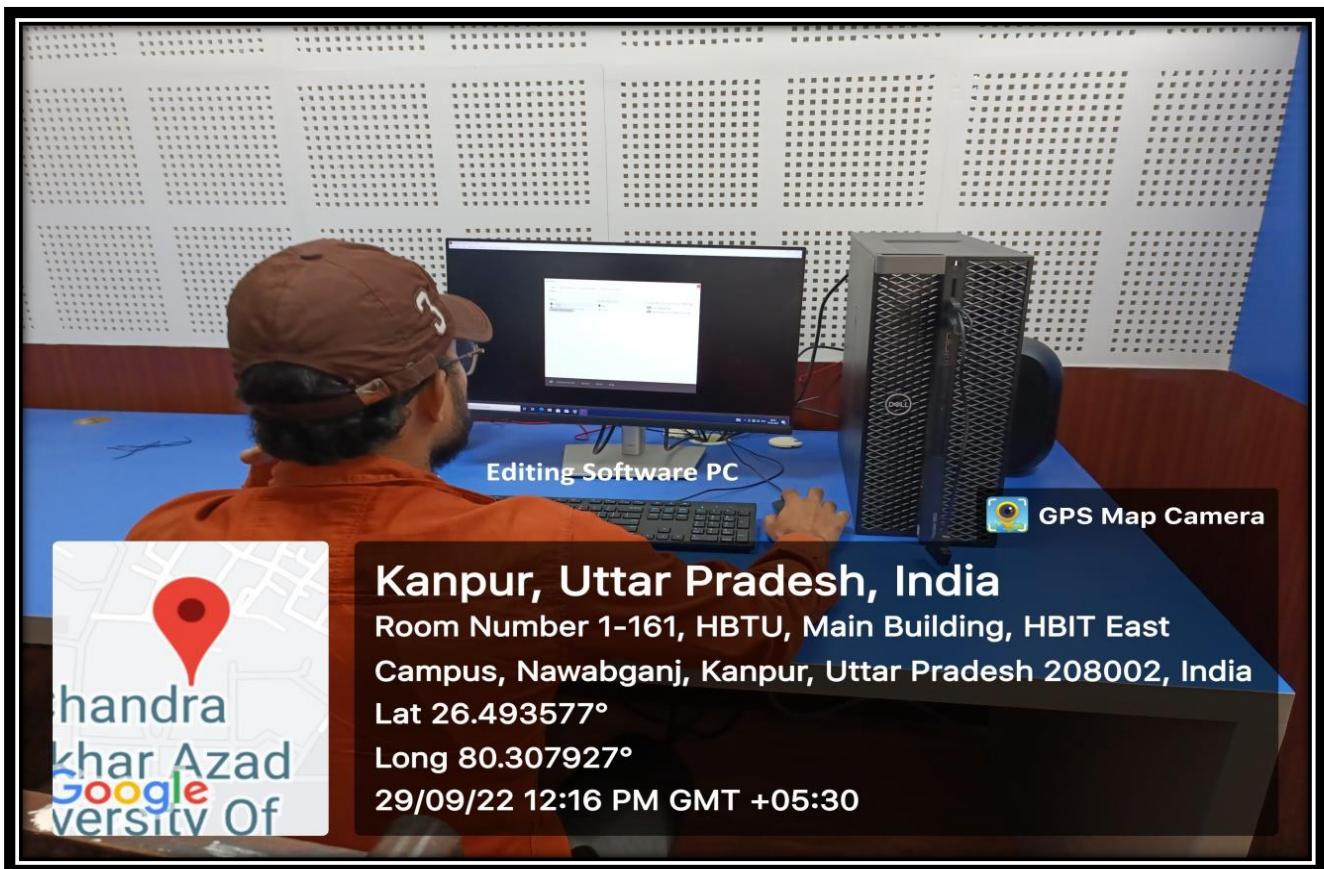 3
DELL
Editing Software PC
GPS Map Camera
Kanpur, Uttar Pradesh, India
Room Number 1-161, HBTU, Main Building, HBIT East
Campus, Nawabganj, Kanpur, Uttar Pradesh 208002, India
Lat 26.493577°
Long 80.307927°
29/09/22 12:16 PM GMT +05:30
handra
khar Azad
Google
versity Of